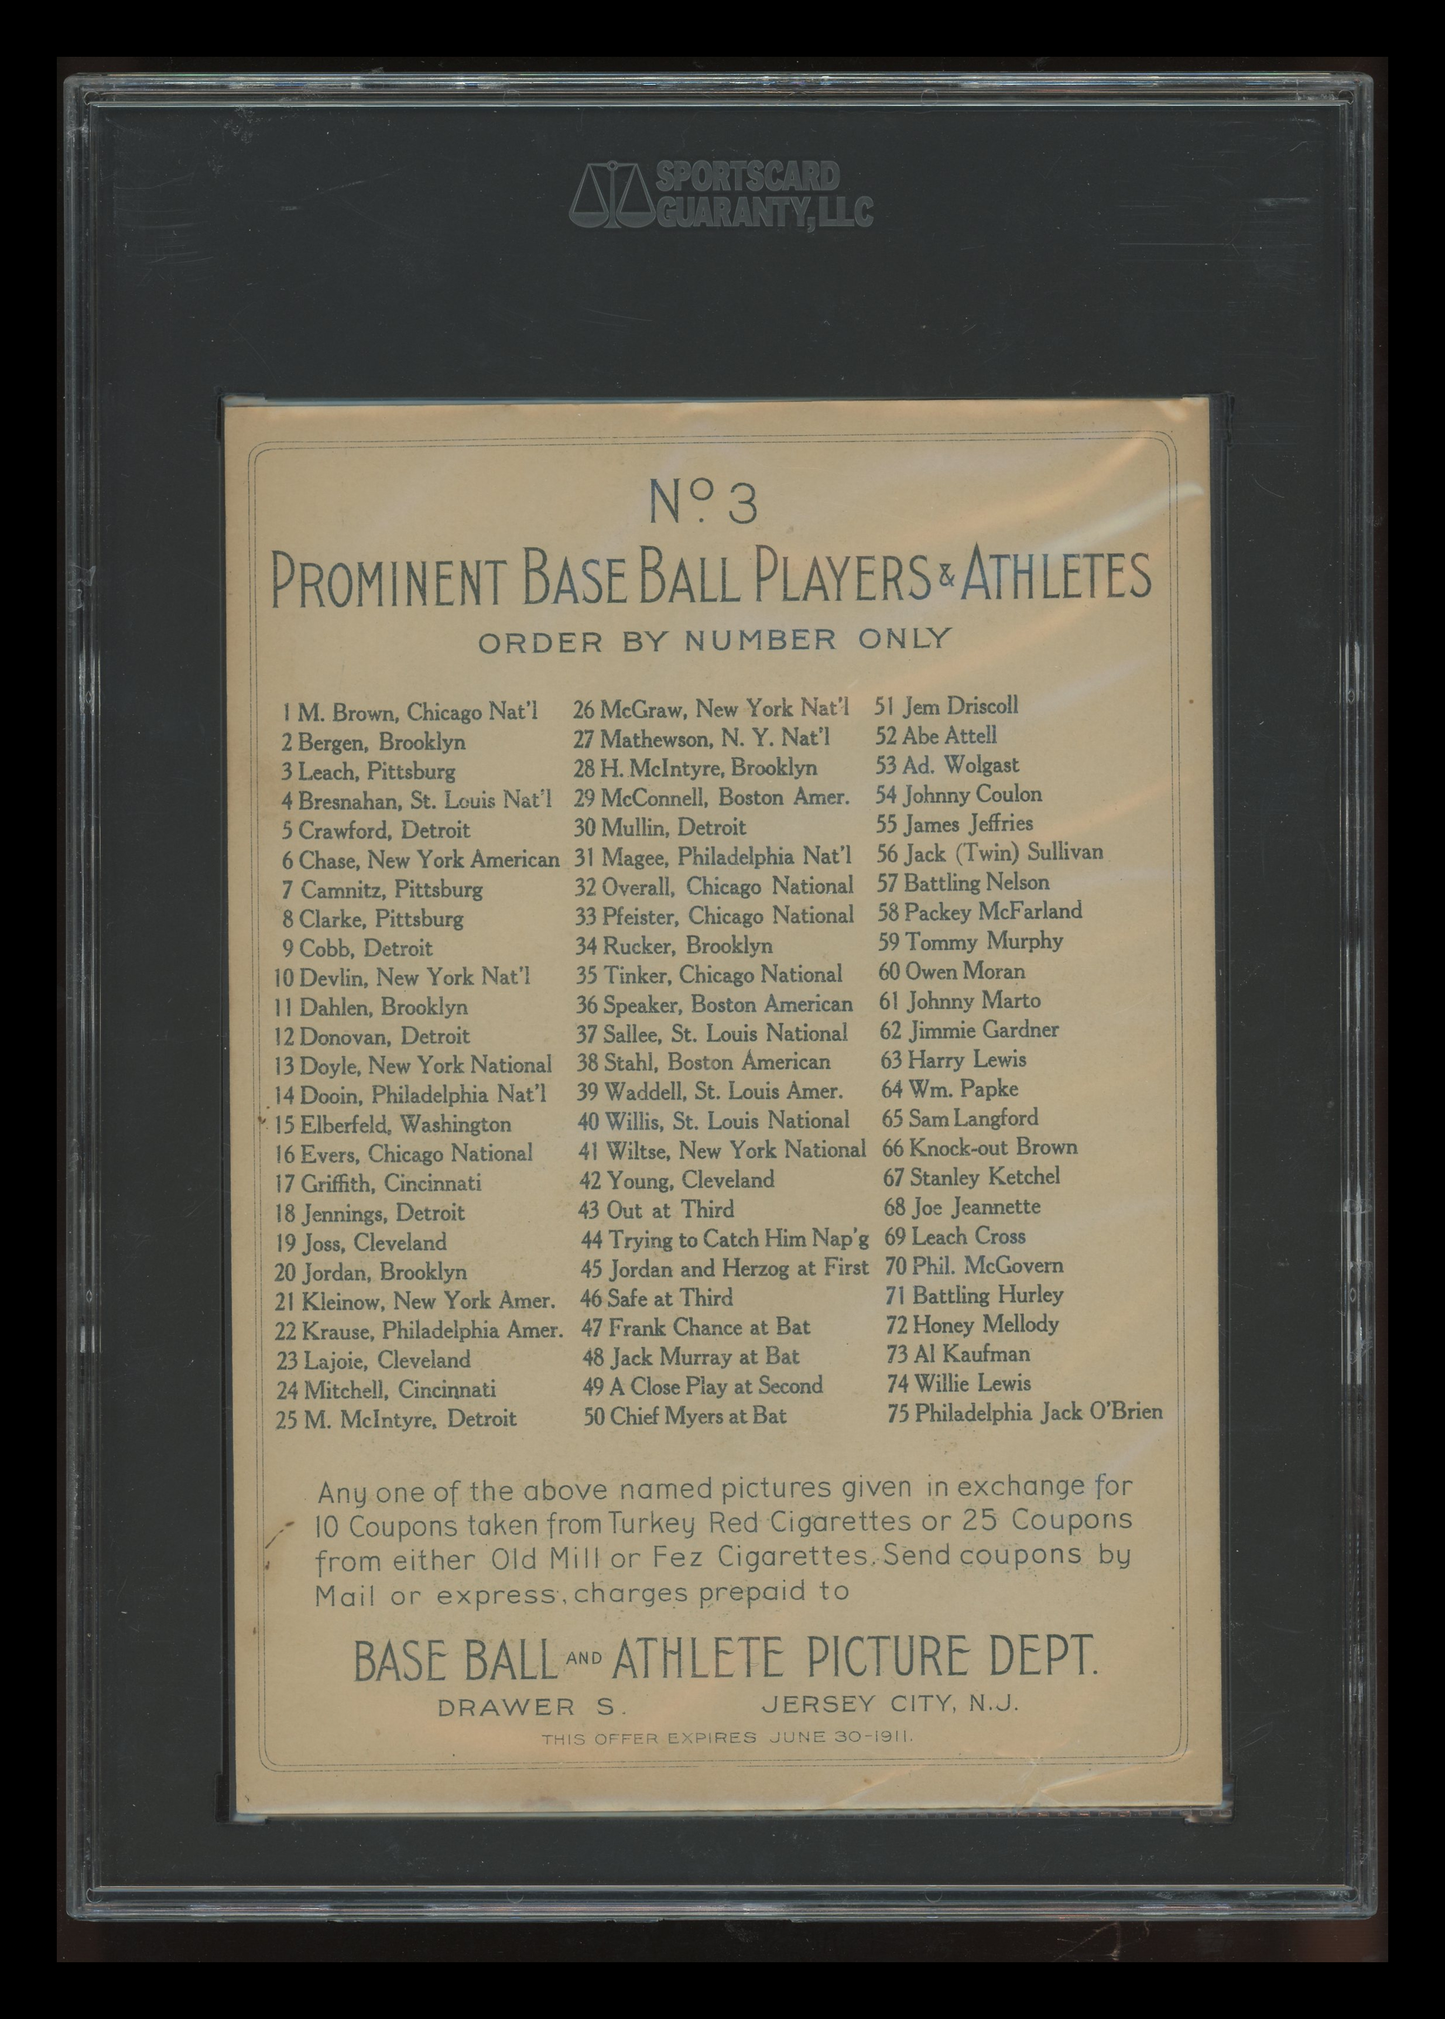 SPORTSCARD
GUARANTY, LLC
No. 3
PROMINENT BASE BALL PLAYERS & ATHLETES
ORDER BY NUMBER ONLY
1 M. Brown, Chicago Nat'l
2 Bergen, Brooklyn
3 Leach, Pittsburg
4 Bresnahan, St. Louis Nat'l
5 Crawford, Detroit
6 Chase, New York American
7 Camnitz, Pittsburg
8 Clarke, Pittsburg
9 Cobb, Detroit
10 Devlin, New York Nat'l
11 Dahlen, Brooklyn
12 Donovan, Detroit
13 Doyle, New York National
14 Dooin, Philadelphia Nat'l
15 Elberfeld, Washington
16 Evers, Chicago National
17 Griffith, Cincinnati
18 Jennings, Detroit
19 Joss, Cleveland
20 Jordan, Brooklyn
21 Kleinow, New York Amer.
22 Krause, Philadelphia Amer.
23 Lajoie, Cleveland
24 Mitchell, Cincinnati
25 M. McIntyre, Detroit
26 McGraw, New York Nat'l
27 Mathewson, N. Y. Nat'l
28 H. McIntyre, Brooklyn
29 McConnell, Boston Amer.
30 Mullin, Detroit
31 Magee, Philadelphia Nat'l
32 Overall, Chicago National
33 Pfeister, Chicago National
34 Rucker, Brooklyn
35 Tinker, Chicago National
36 Speaker, Boston American
37 Sallee, St. Louis National
38 Stahl, Boston American
39 Waddell, St. Louis Amer.
40 Willis, St. Louis National
41 Wiltse, New York National
42 Young, Cleveland
43 Out at Third
44 Trying to Catch Him Nap'g
45 Jordan and Herzog at First
46 Safe at Third
47 Frank Chance at Bat
48 Jack Murray at Bat
49 A Close Play at Second
50 Chief Myers at Bat
51 Jem Driscoll
52 Abe Attell
53 Ad. Wolgast
54 Johnny Coulon
55 James Jeffries
56 Jack (Twin) Sullivan
57 Battling Nelson
58 Packey McFarland
59 Tommy Murphy
60 Owen Moran
61 Johnny Marto
62 Jimmie Gardner
63 Harry Lewis
64 Wm. Papke
65 Sam Langford
66 Knock-out Brown
67 Stanley Ketchel
68 Joe Jeannette
69 Leach Cross
70 Phil. McGovern
71 Battling Hurley
72 Honey Mellody
73 Al Kaufman
74 Willie Lewis
75 Philadelphia Jack O'Brien
Any one of the above named pictures given in exchange for
10 Coupons taken from Turkey Red Cigarettes or 25 Coupons
from either Old Mill or Fez Cigarettes. Send coupons by
Mail or express, charges prepaid to
BASE BALL AND ATHLETE PICTURE DEPT.
DRAWER S. JERSEY CITY, N.J.
THIS OFFER EXPIRES JUNE 30-1911.